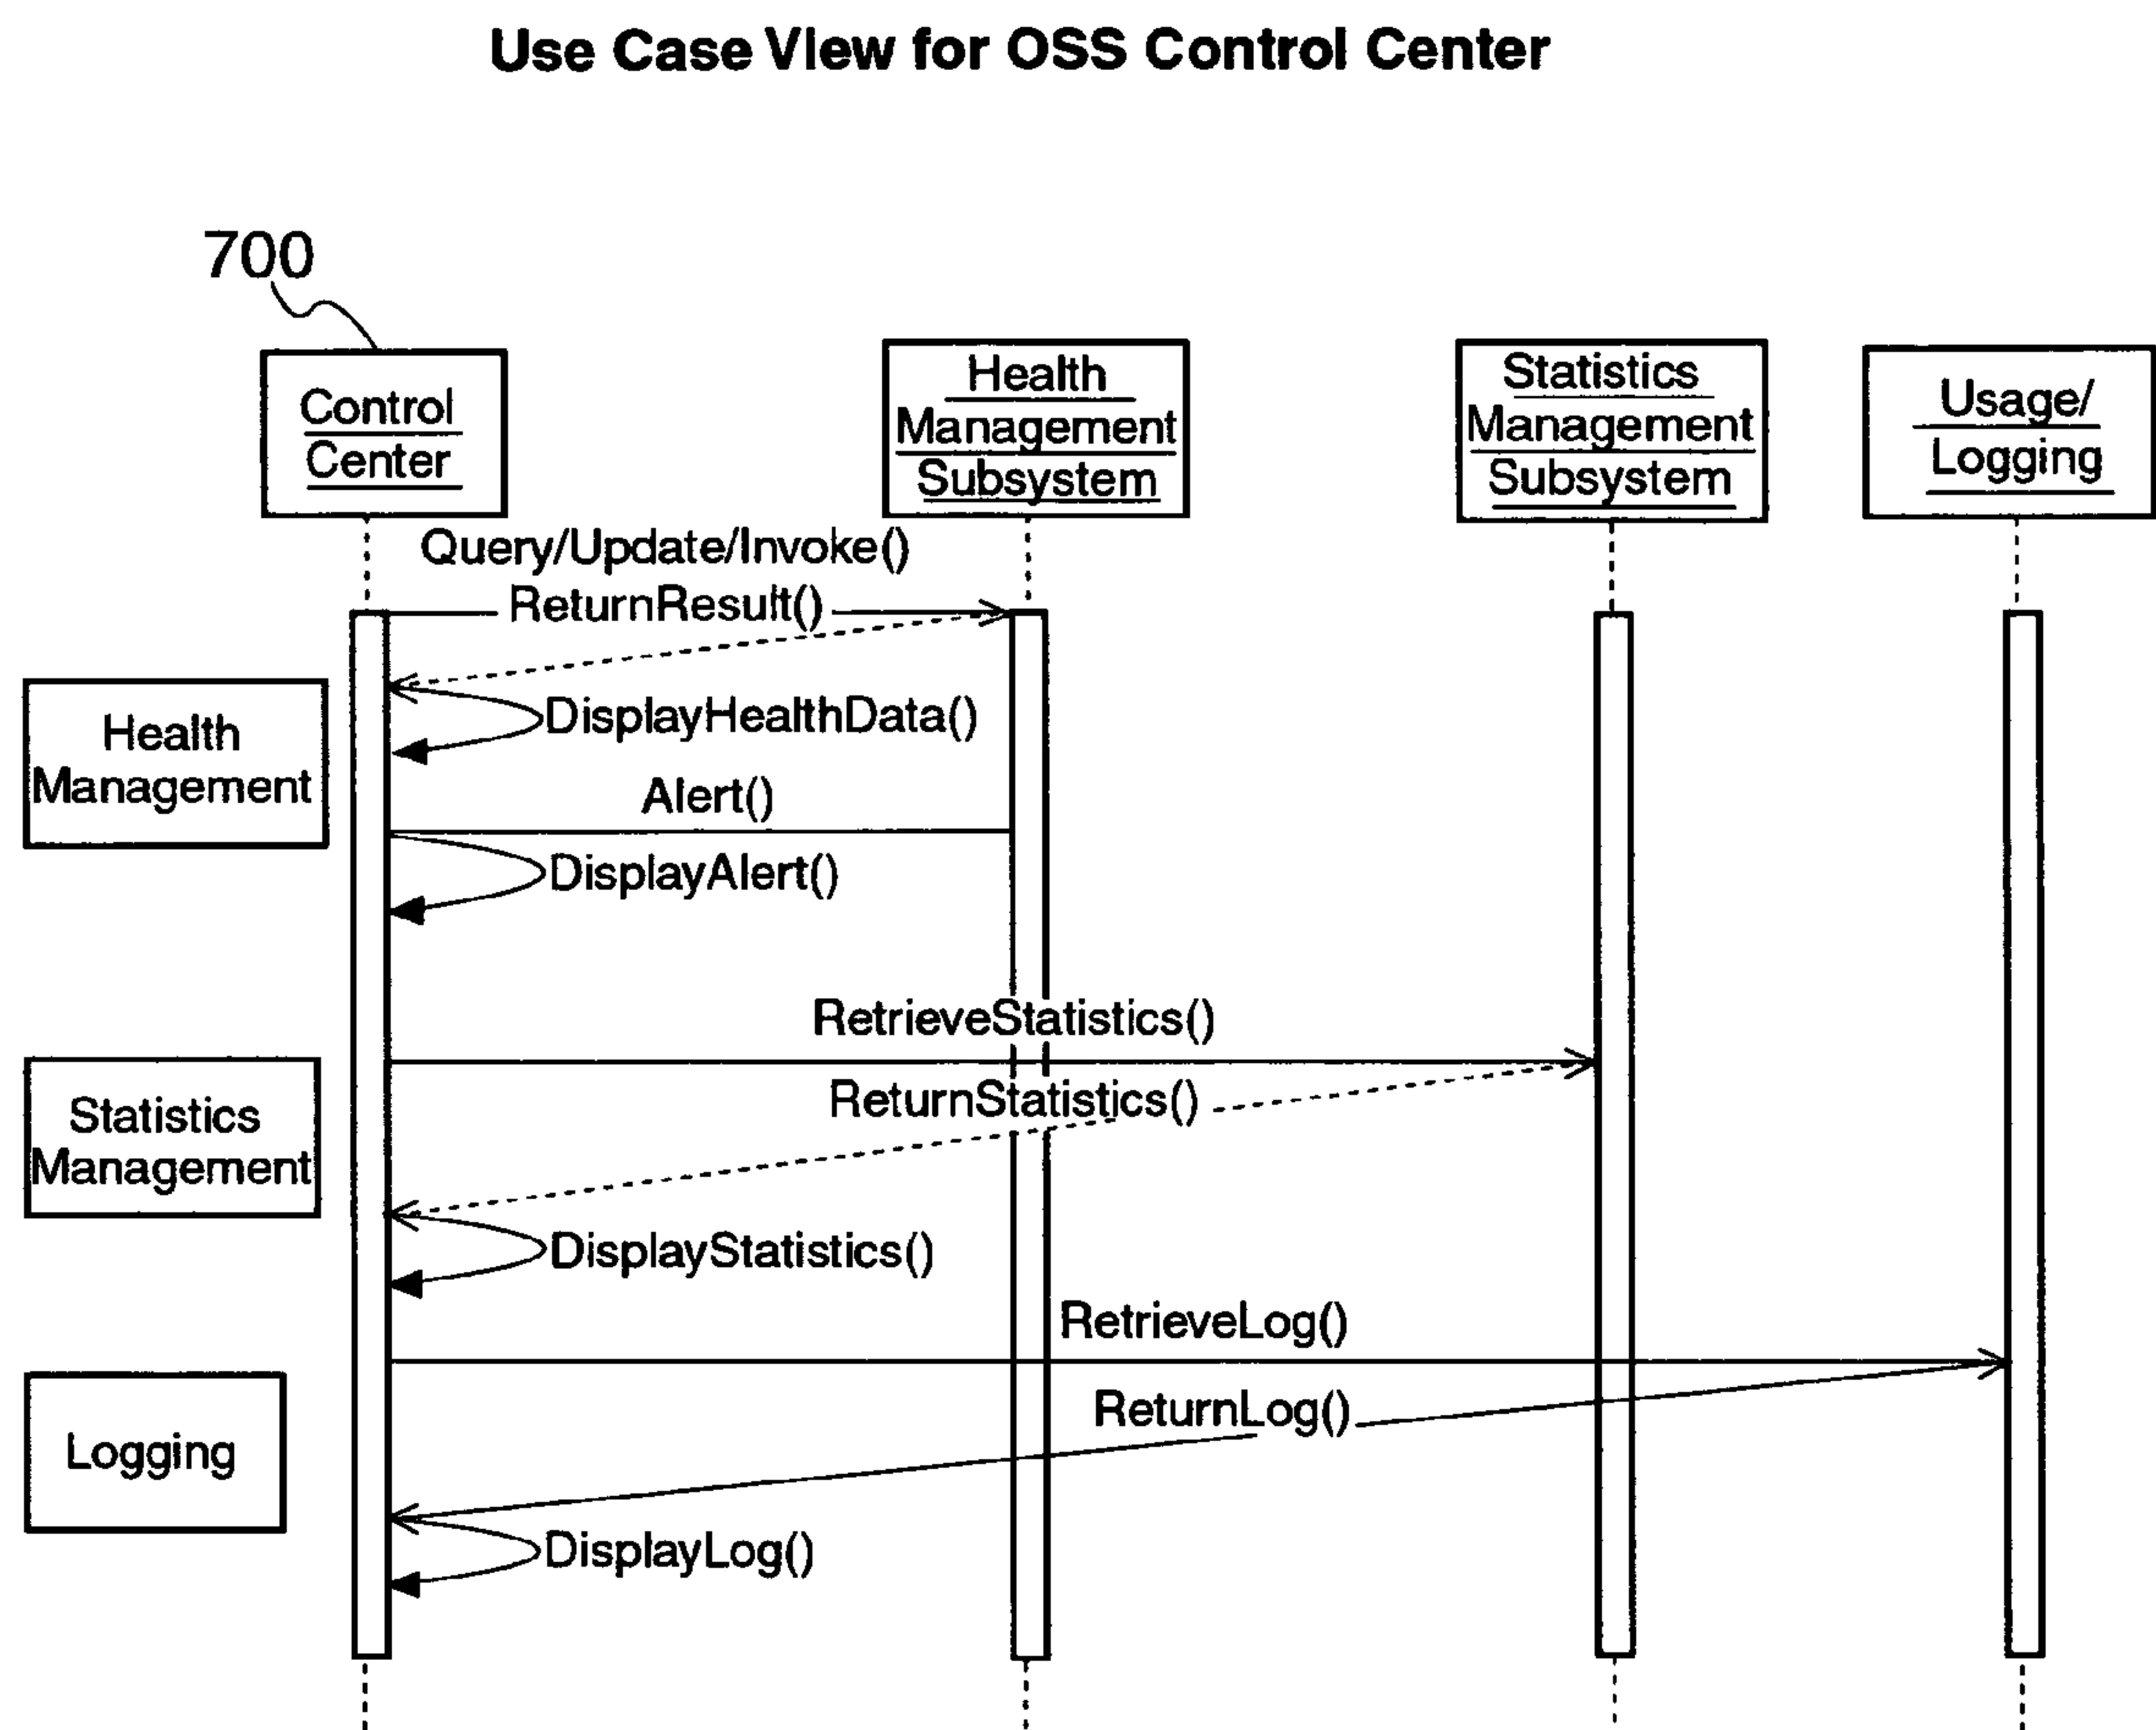 Use Case View for OSS Control Center
700
Control
Center
Health
Management
Subsystem
Statistics
Management
Subsystem
Usage/
Logging
Query/Update/Invoke()
ReturnResult()
Health
Management
DisplayHealthData()
Alert()
DisplayAlert()
RetrieveStatistics()
Statistics
Management
ReturnStatistics()
DisplayStatistics()
RetrieveLog()
Logging
ReturnLog()
DisplayLog()